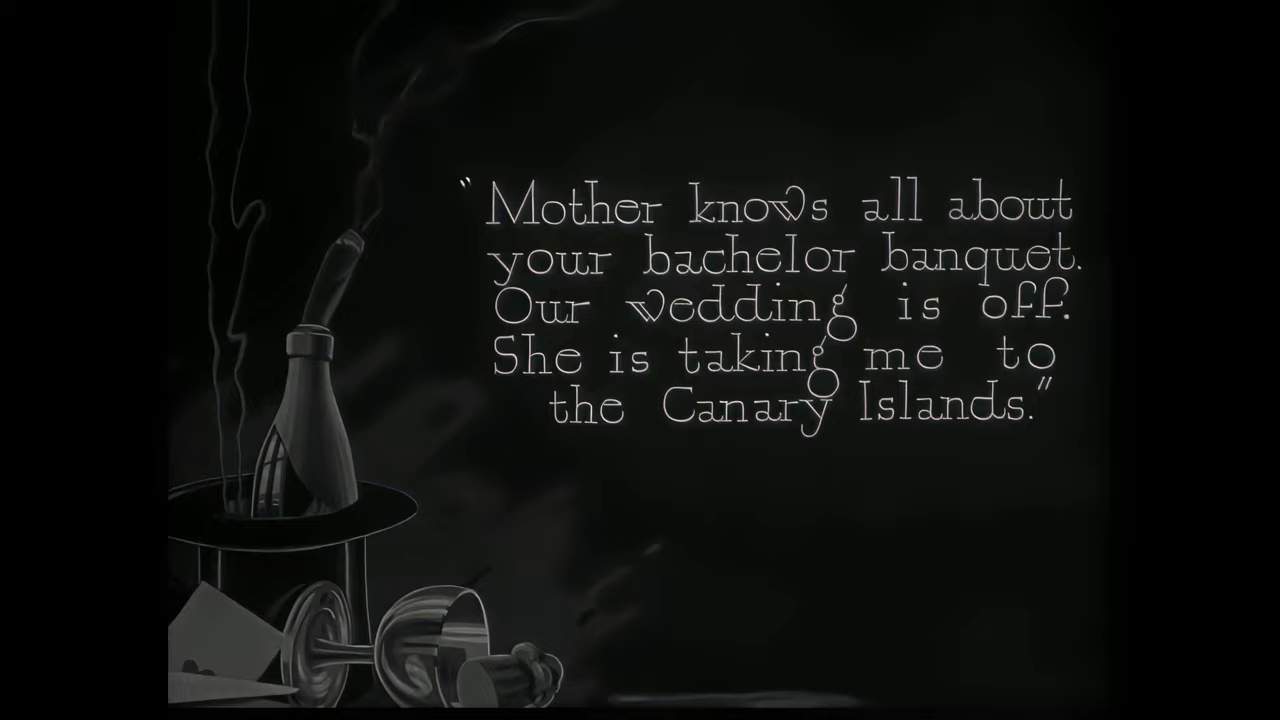 "Mother knows all about
your bachelor banquet.
Our wedding is off.
She is taking me to
the Canary Islands."